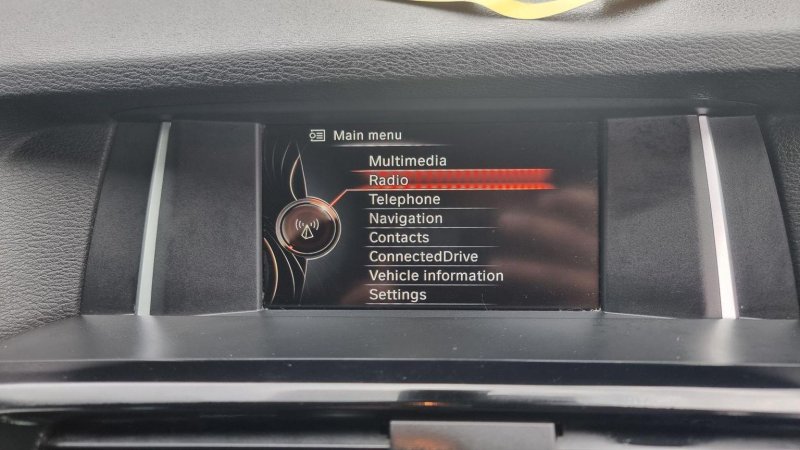 Main menu
Multimedia
Radio
Telephone
Navigation
Contacts
ConnectedDrive
Vehicle information
Settings